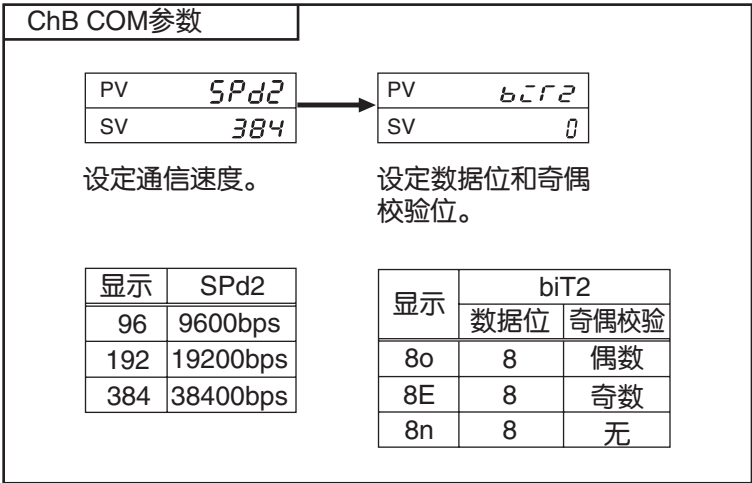 ChB COM参数
PV SPd2
SV 384
PV biT2
SV 0
设定通信速度。
设定数据位和奇偶
校验位。
显示 SPd2
96 9600bps
192 19200bps
384 38400bps
显示 biT2
数据位 奇偶校验
8o 8 偶数
8E 8 奇数
8n 8 无